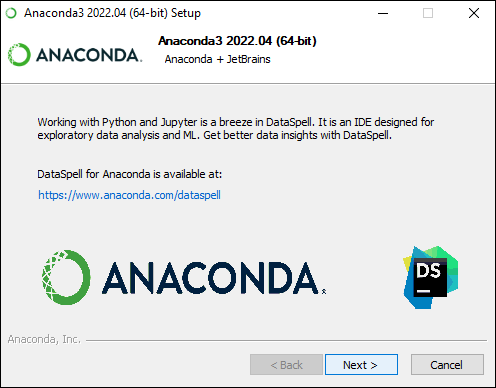 Anaconda3 2022.04 (64-bit) Setup
Anaconda3 2022.04 (64-bit)
Anaconda + JetBrains
ANACONDA.
Working with Python and Jupyter is a breeze in DataSpell. It is an IDE designed for
exploratory data analysis and ML. Get better data insights with DataSpell.
DataSpell for Anaconda is available at:
https://www.anaconda.com/dataspell
ANACONDA.
DS
Anaconda, Inc.
< Back
Next >
Cancel